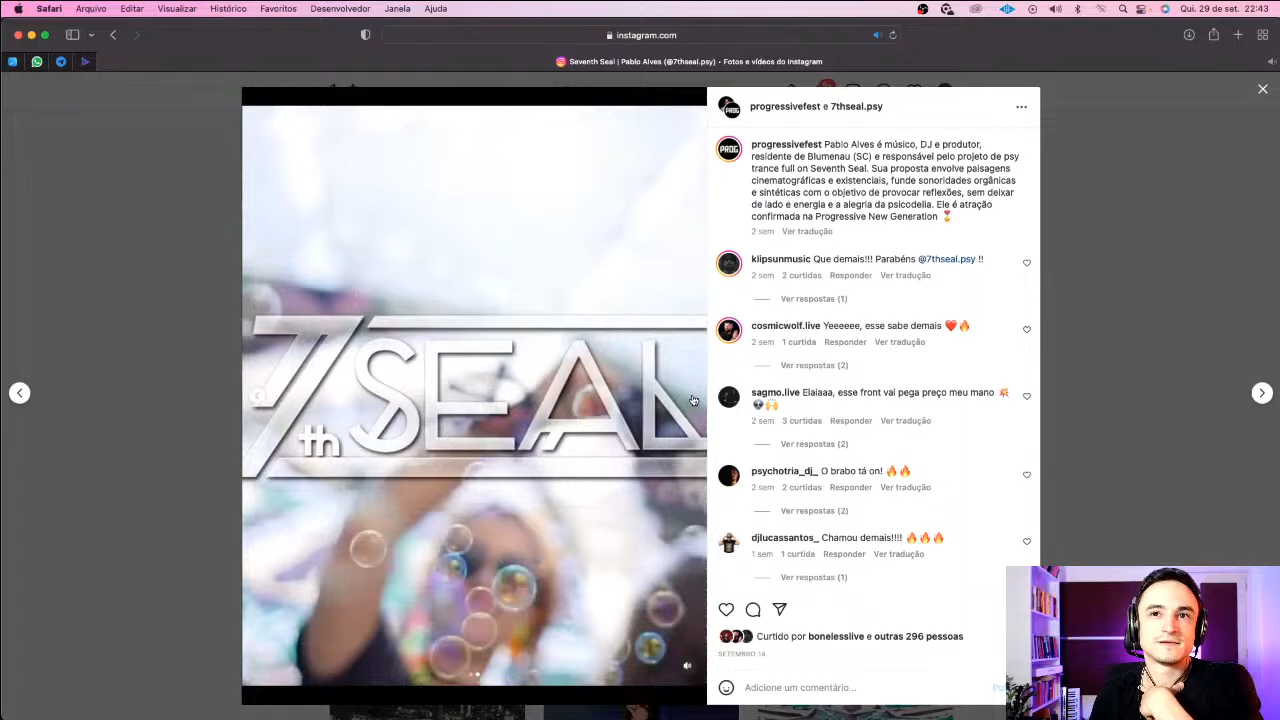 Safari Arquivo Editar Visualizar Histórico Favoritos Desenvolvedor Janela Ajuda Qui. 29 de set. 22:43
instagram.com
Seventh Seal | Pablo Alves (@7thseal.psy) • Fotos e vídeos do Instagram
progressivefest e 7thseal.psy
progressivefest Pablo Alves é músico, DJ e produtor,
residente de Blumenau (SC) e responsável pelo projeto de psy
trance full on Seventh Seal. Sua proposta envolve paisagens
cinematográficas e existenciais, funde sonoridades orgânicas
e sintéticas com o objetivo de provocar reflexões, sem deixar
de lado e energia e a alegria da psicodelia. Ele é atração
confirmada na Progressive New Generation 🎖️
2 sem Ver tradução
klipsunmusic Que demais!!! Parabéns @7thseal.psy !!
2 sem 2 curtidas Responder Ver tradução
Ver respostas (1)
cosmicwolf.live Yeeeeee, esse sabe demais ❤️🔥
2 sem 1 curtida Responder Ver tradução
Ver respostas (2)
sagmo.live Elaiaaa, esse front vai pega preço meu mano 💥
👽🙌
2 sem 3 curtidas Responder Ver tradução
Ver respostas (2)
psychotria_dj_ O brabo tá on! 🔥🔥
2 sem 2 curtidas Responder Ver tradução
Ver respostas (2)
djlucassantos_ Chamou demais!!!! 🔥🔥🔥
1 sem 1 curtida Responder Ver tradução
Ver respostas (1)
Curtido por bonelesslive e outras 296 pessoas
SETEMBRO 14
Adicione um comentário...
7th SEAL
PROG
PROG